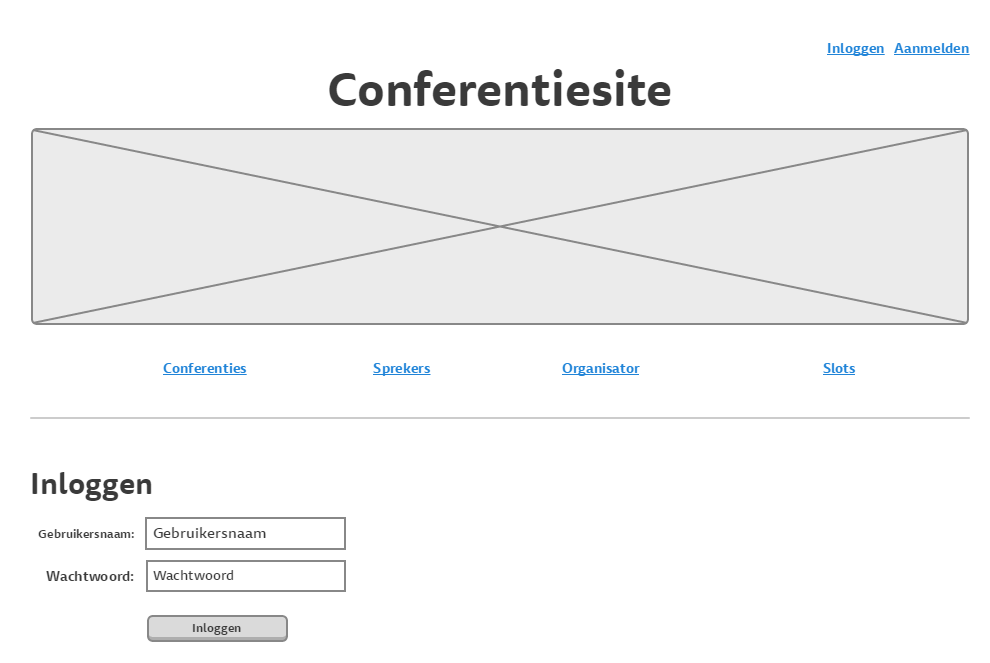 Inloggen Aanmelden
Conferentiesite
Conferenties Sprekers Organisator Slots
Inloggen
Gebruikersnaam: Gebruikersnaam
Wachtwoord: Wachtwoord
Inloggen